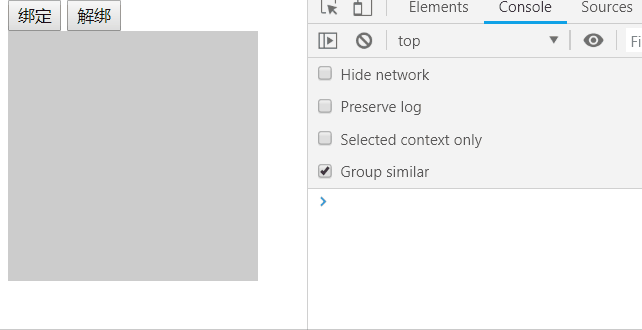 绑定 解绑
Elements Console Sources
top Fi
Hide network
Preserve log
Selected context only
Group similar